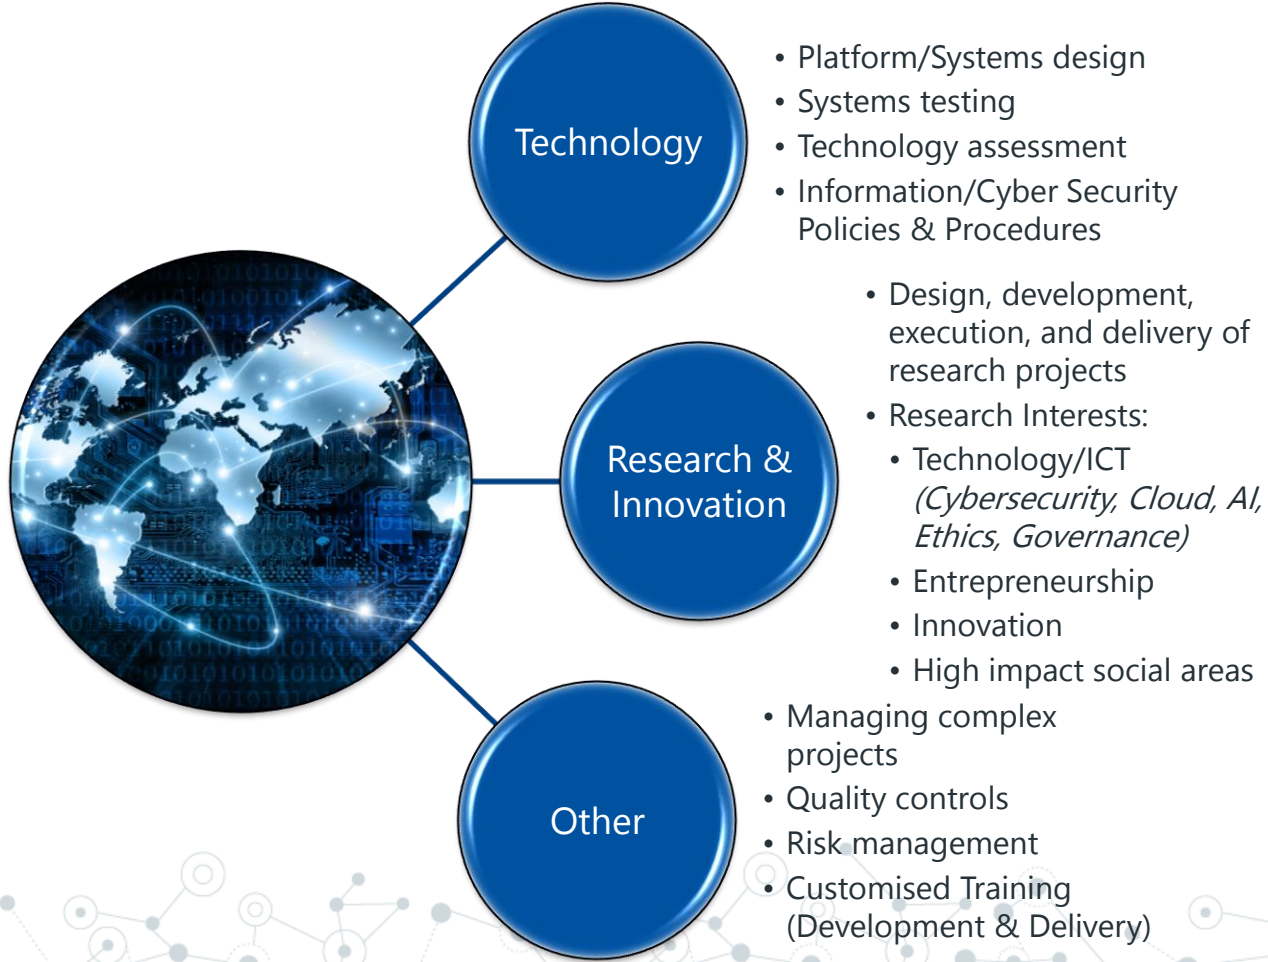 Technology
• Platform/Systems design
• Systems testing
• Technology assessment
• Information/Cyber Security
Policies & Procedures
Research &
Innovation
• Design, development,
execution, and delivery of
research projects
• Research Interests:
• Technology/ICT
(Cybersecurity, Cloud, AI,
Ethics, Governance)
• Entrepreneurship
• Innovation
• High impact social areas
Other
• Managing complex
projects
• Quality controls
• Risk management
• Customised Training
(Development & Delivery)